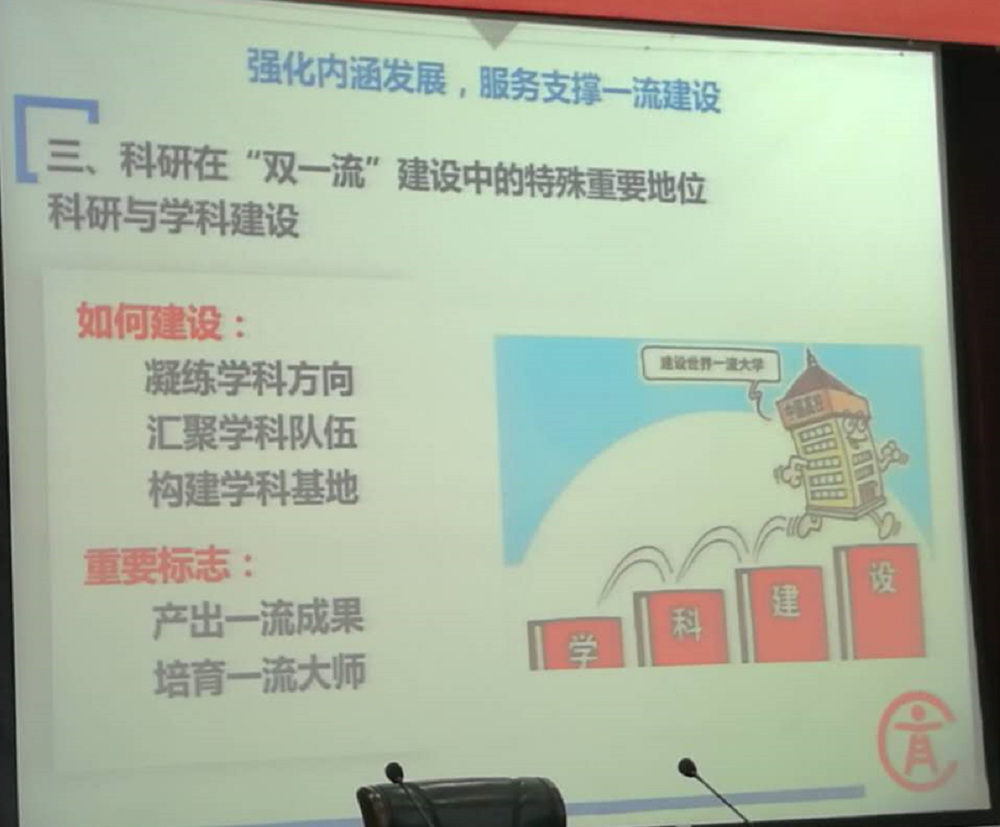 强化内涵发展，服务支撑一流建设
三、科研在“双一流”建设中的特殊重要地位
科研与学科建设
如何建设：
凝练学科方向
汇聚学科队伍
构建学科基地
重要标志：
产出一流成果
培育一流大师
建设世界一流大学
中国高校
学
科
建
设